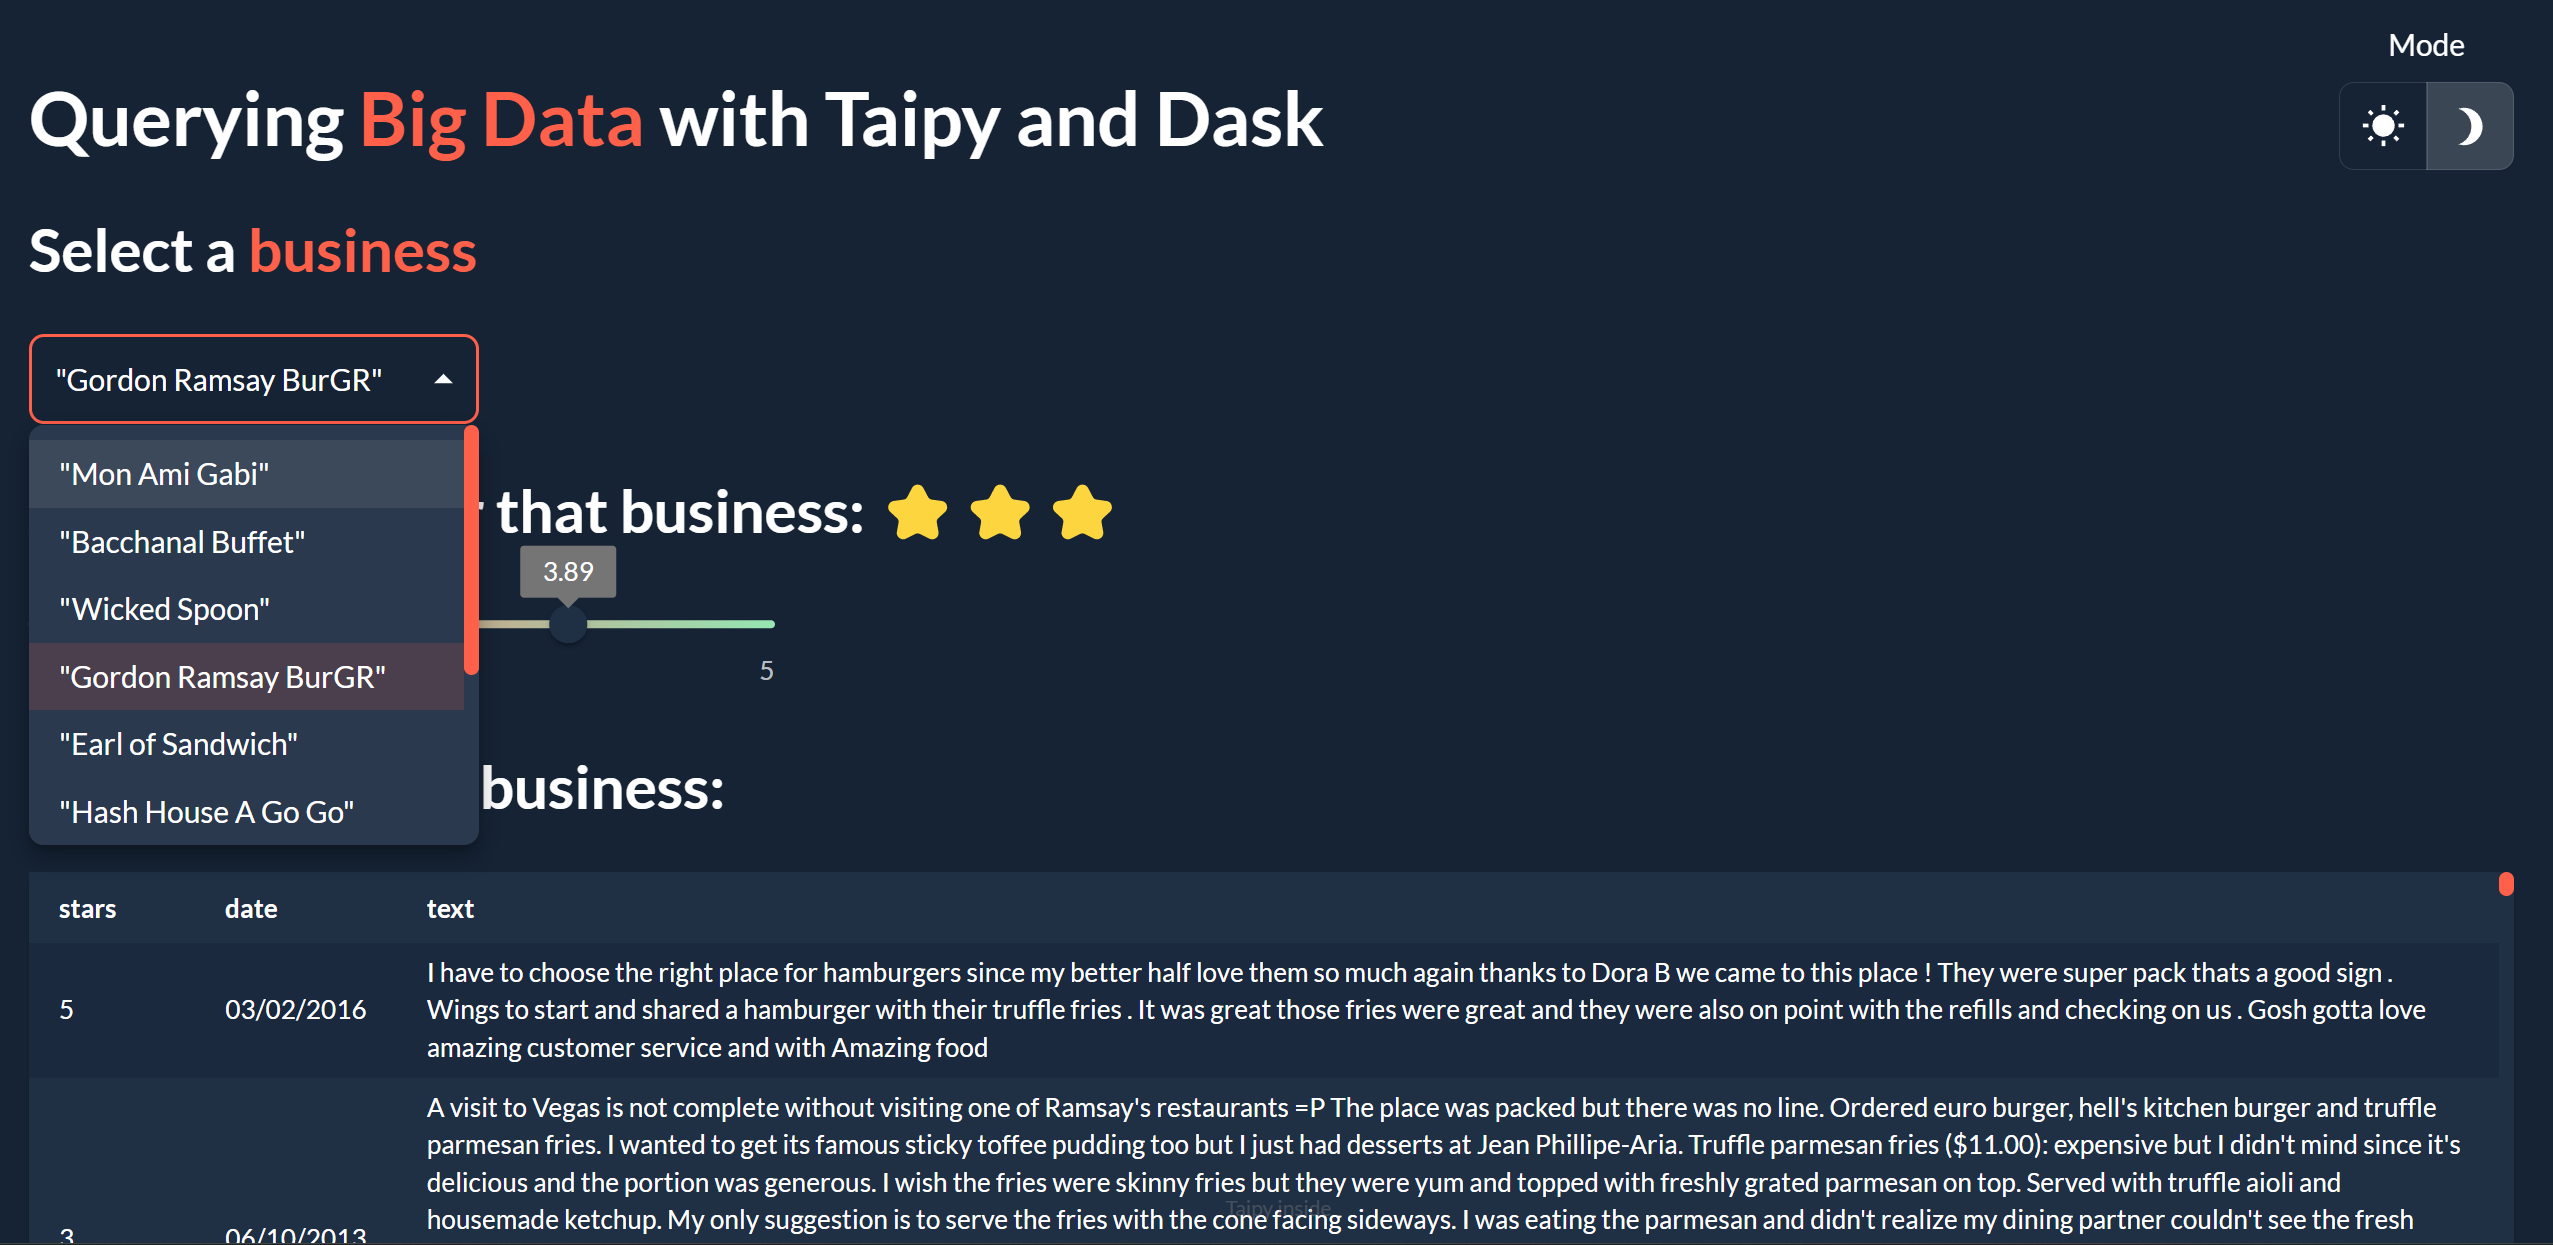 Mode
Querying Big Data with Taipy and Dask
Select a business
"Gordon Ramsay BurGR"
"Mon Ami Gabi"
"Bacchanal Buffet"
"Wicked Spoon"
"Gordon Ramsay BurGR"
"Earl of Sandwich"
"Hash House A Go Go"
that business:
3.89
5
business:
stars date text
I have to choose the right place for hamburgers since my better half love them so much again thanks to Dora B we came to this place ! They were super pack thats a good sign .
5 03/02/2016 Wings to start and shared a hamburger with their truffle fries . It was great those fries were great and they were also on point with the refills and checking on us . Gosh gotta love
amazing customer service and with Amazing food
A visit to Vegas is not complete without visiting one of Ramsay's restaurants =P The place was packed but there was no line. Ordered euro burger, hell's kitchen burger and truffle
parmesan fries. I wanted to get its famous sticky toffee pudding too but I just had desserts at Jean Phillipe-Aria. Truffle parmesan fries ($11.00): expensive but I didn't mind since it's
delicious and the portion was generous. I wish the fries were skinny fries but they were yum and topped with freshly grated parmesan on top. Served with truffle aioli and
Taipy inside
housemade ketchup. My only suggestion is to serve the fries with the cone facing sideways. I was eating the parmesan and didn't realize my dining partner couldn't see the fresh
3 06/10/2013